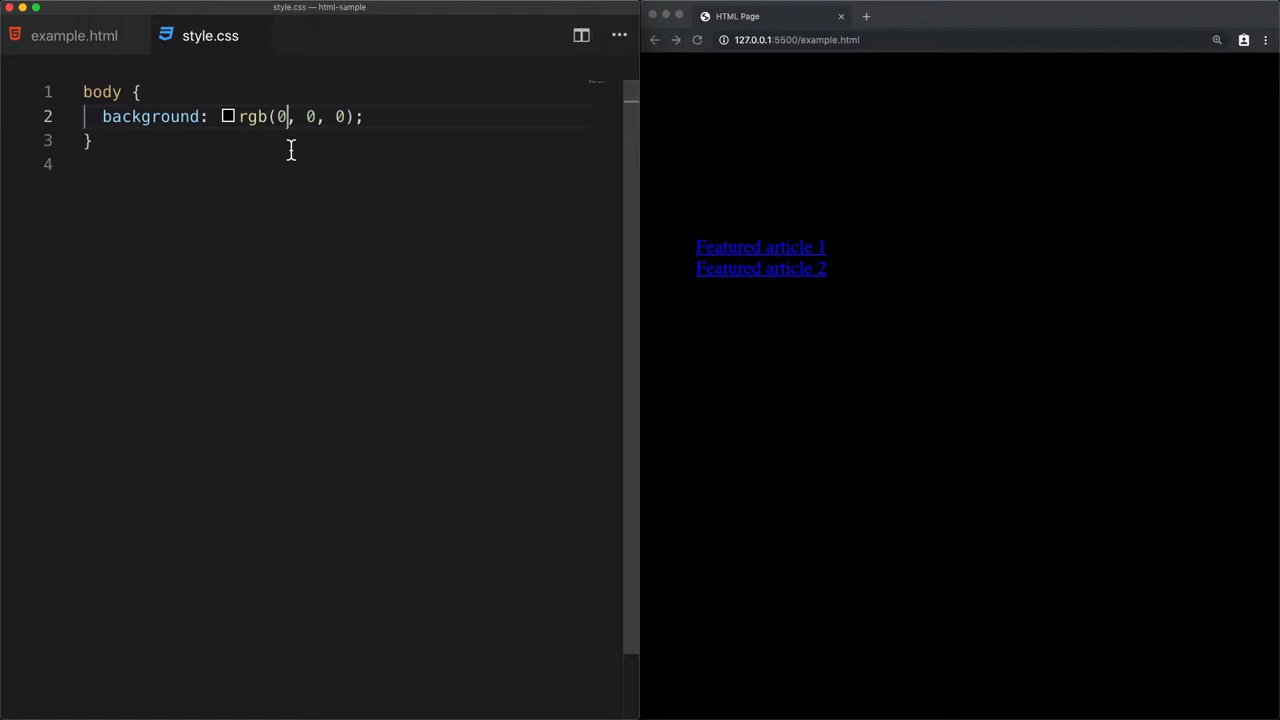 style.css — html-sample
example.html
style.css
1 body {
2 background: rgb(0, 0, 0);
3 }
4
HTML Page
127.0.0.1:5500/example.html
Featured article 1
Featured article 2